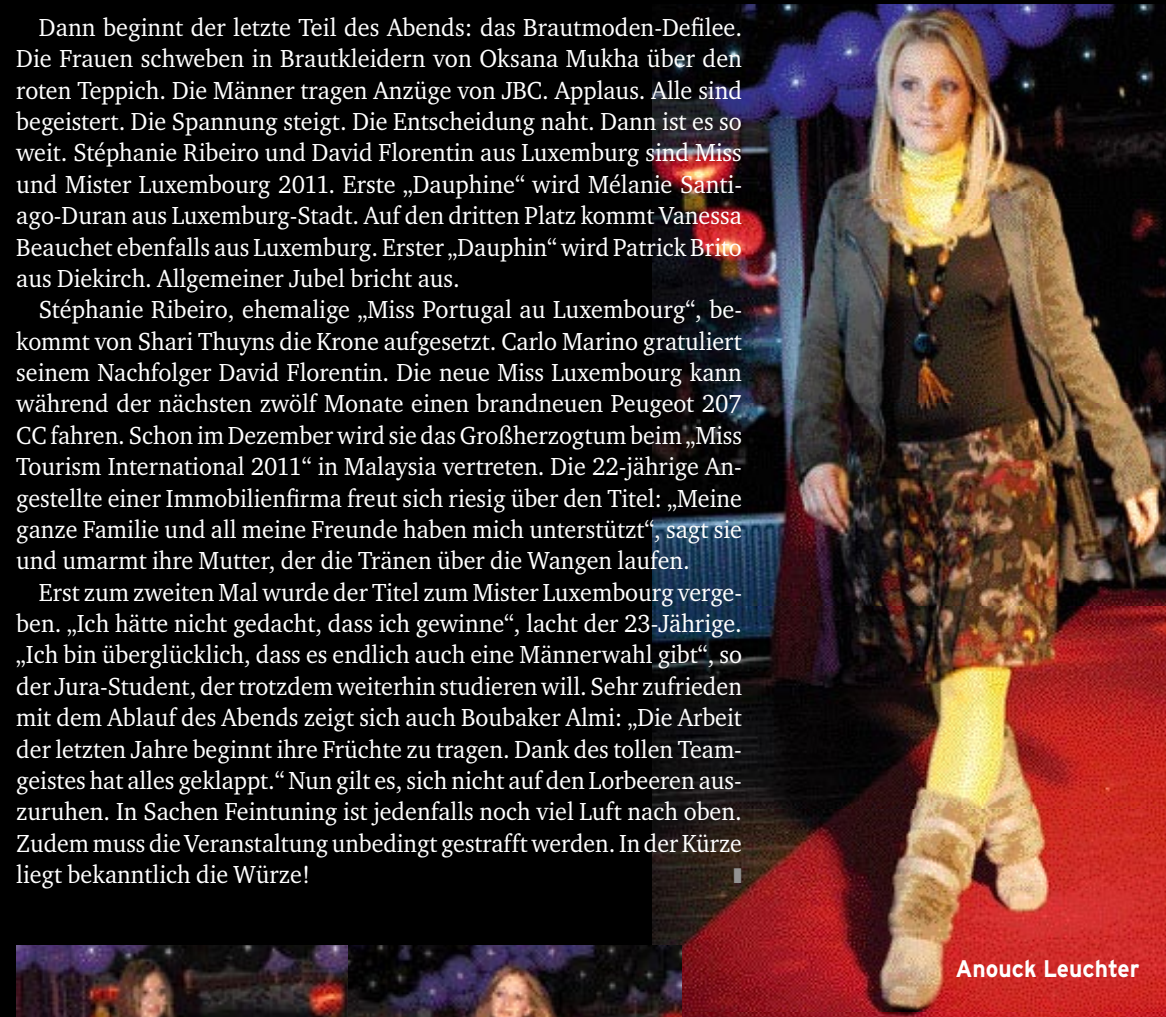 Dann beginnt der letzte Teil des Abends: das Brautmoden-Defilee.
Die Frauen schweben in Brautkleidern von Oksana Mukha über den
roten Teppich. Die Männer tragen Anzüge von JBC. Applaus. Alle sind
begeistert. Die Spannung steigt. Die Entscheidung naht. Dann ist es so
weit. Stéphanie Ribeiro und David Florentin aus Luxemburg sind Miss
und Mister Luxembourg 2011. Erste „Dauphine“ wird Mélanie Santi-
ago-Duran aus Luxemburg-Stadt. Auf den dritten Platz kommt Vanessa
Beauchet ebenfalls aus Luxemburg. Erster „Dauphin“ wird Patrick Brito
aus Diekirch. Allgemeiner Jubel bricht aus.
Stéphanie Ribeiro, ehemalige „Miss Portugal au Luxembourg“, be-
kommt von Shari Thuyns die Krone aufgesetzt. Carlo Marino gratuliert
seinem Nachfolger David Florentin. Die neue Miss Luxembourg kann
während der nächsten zwölf Monate einen brandneuen Peugeot 207
CC fahren. Schon im Dezember wird sie das Großherzogtum beim „Miss
Tourism International 2011“ in Malaysia vertreten. Die 22-jährige An-
gestellte einer Immobilienfirma freut sich riesig über den Titel: „Meine
ganze Familie und all meine Freunde haben mich unterstützt“, sagt sie
und umarmt ihre Mutter, der die Tränen über die Wangen laufen.
Erst zum zweiten Mal wurde der Titel zum Mister Luxembourg verge-
ben. „Ich hätte nicht gedacht, dass ich gewinne“, lacht der 23-Jährige.
„Ich bin überglücklich, dass es endlich auch eine Männerwahl gibt“, so
der Jura-Student, der trotzdem weiterhin studieren will. Sehr zufrieden
mit dem Ablauf des Abends zeigt sich auch Boubaker Almi: „Die Arbeit
der letzten Jahre beginnt ihre Früchte zu tragen. Dank des tollen Team-
geistes hat alles geklappt.“ Nun gilt es, sich nicht auf den Lorbeeren aus-
zuruhen. In Sachen Feintuning ist jedenfalls noch viel Luft nach oben.
Zudem muss die Veranstaltung unbedingt gestrafft werden. In der Kürze
liegt bekanntlich die Würze!
Anouck Leuchter